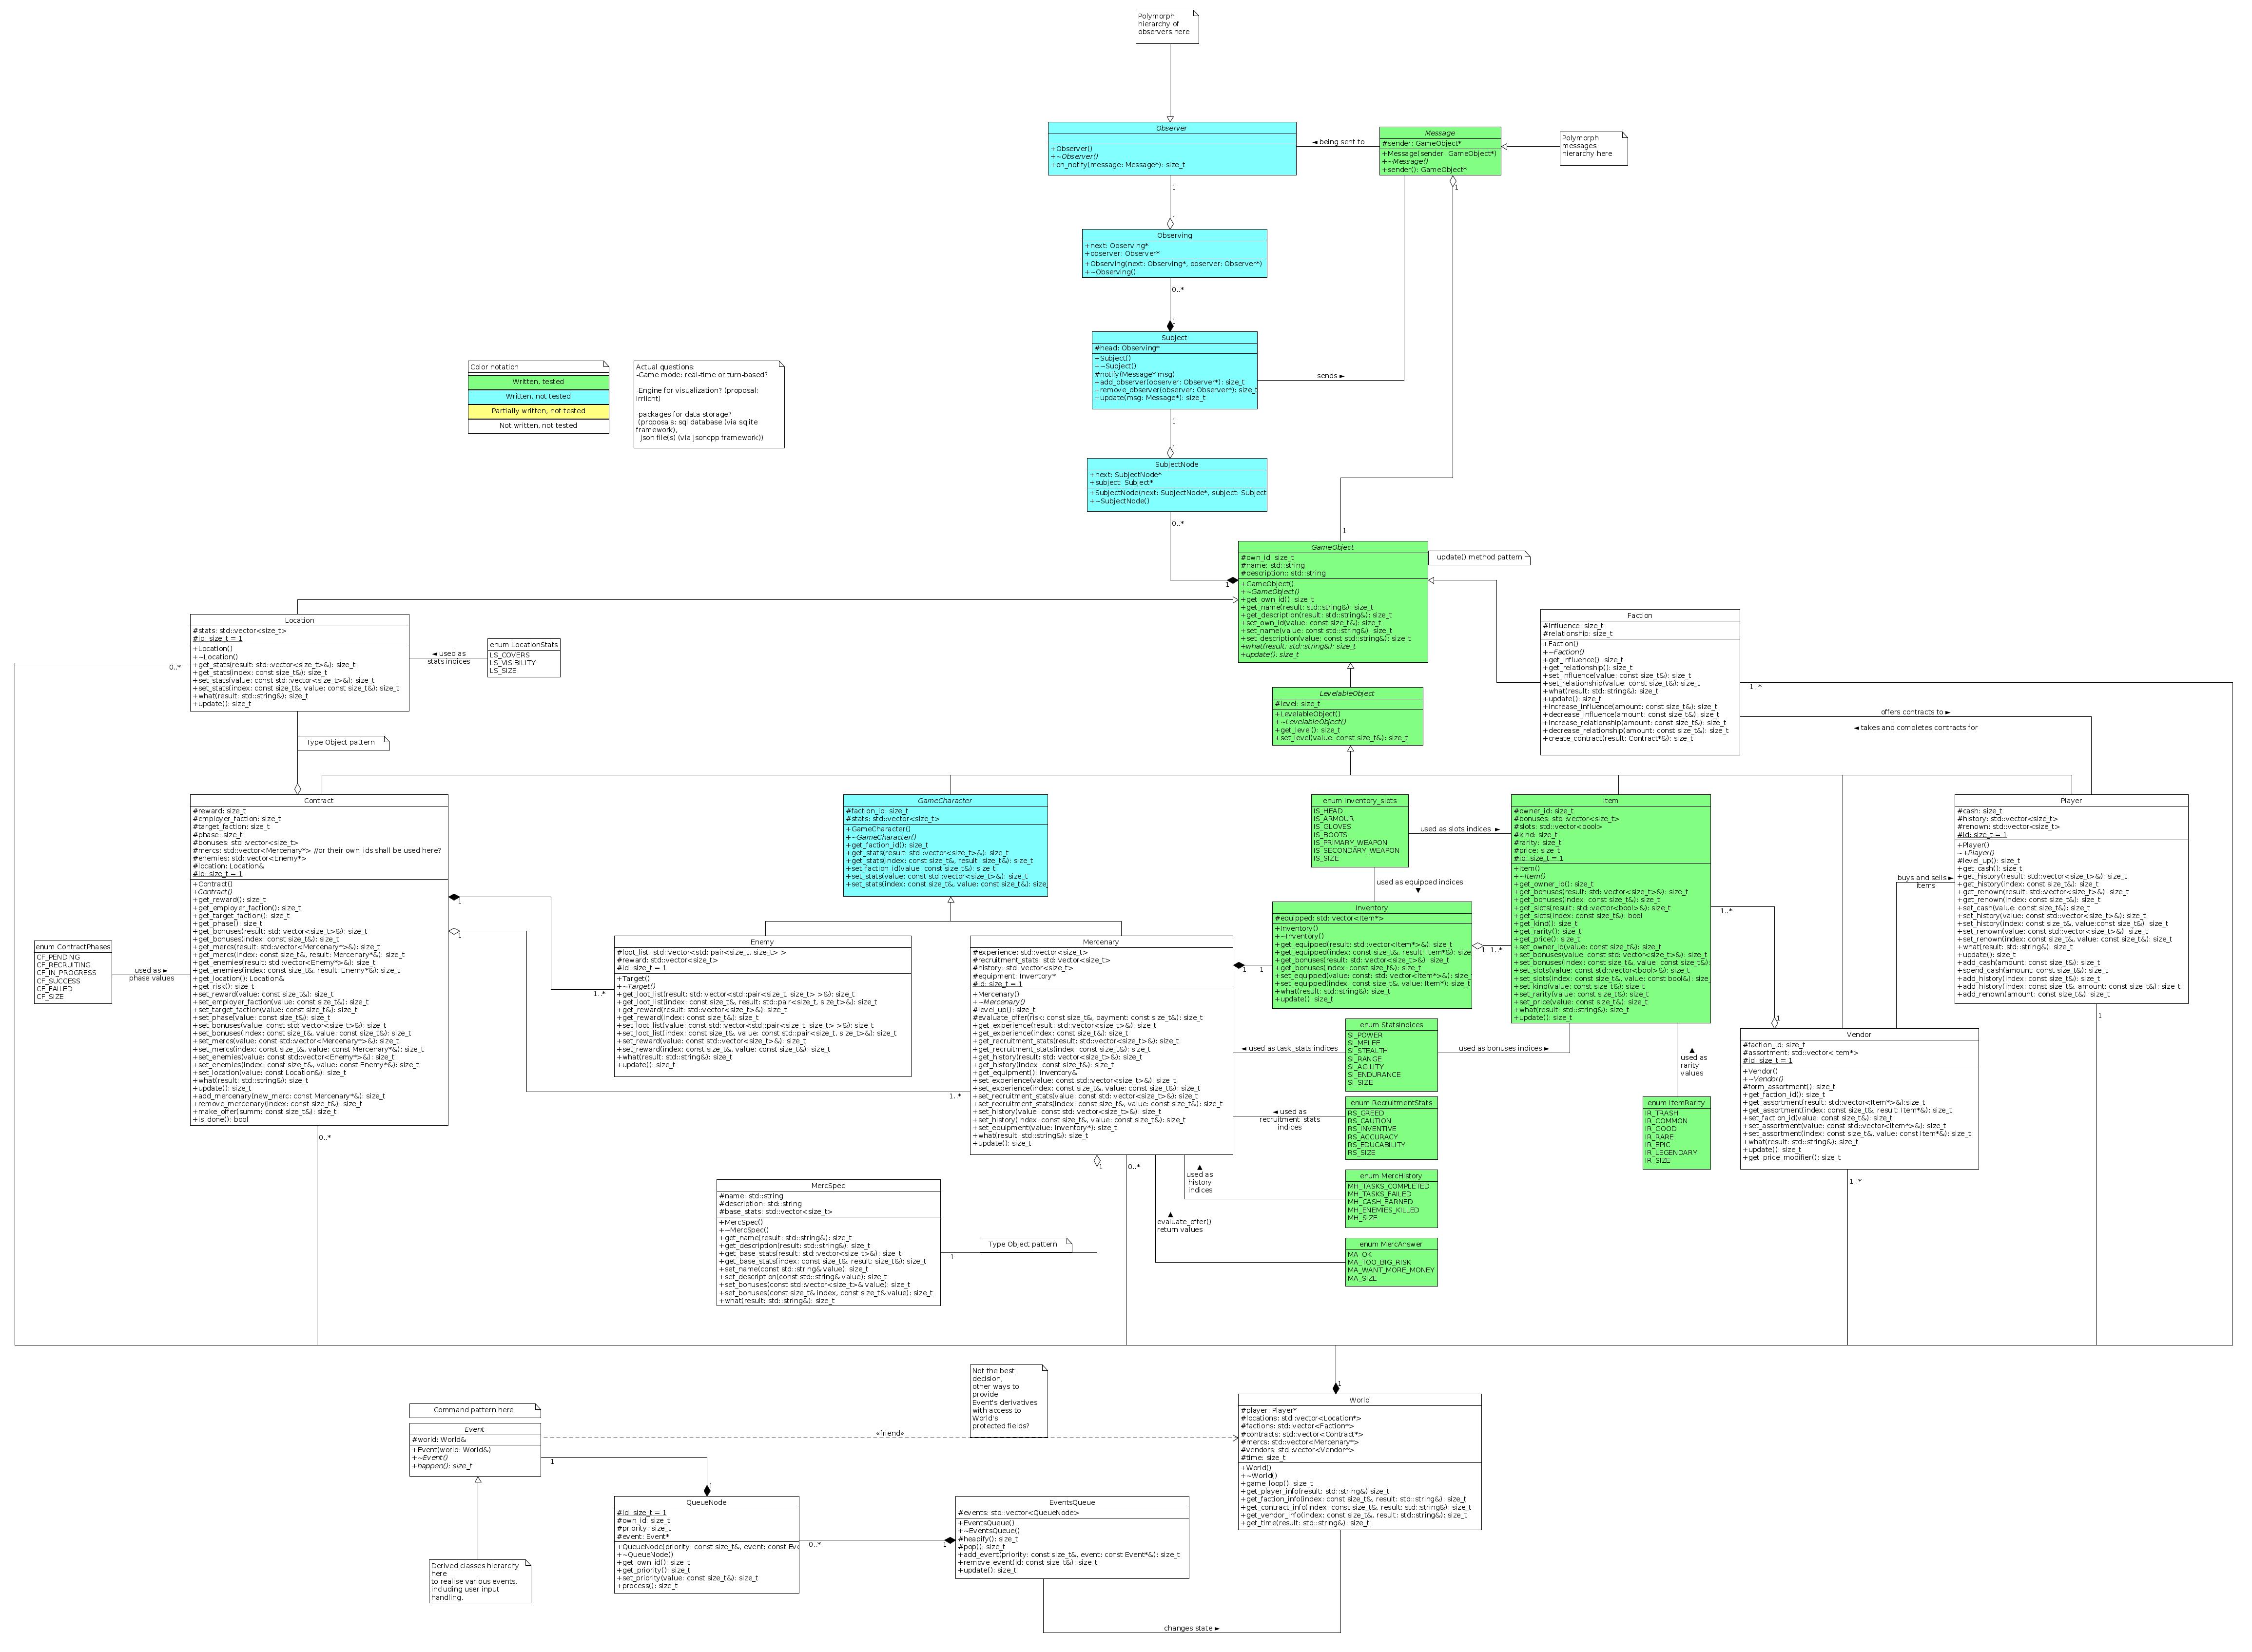 Polymorph
hierarchy of
observers here
Observer
+Observer()
+~Observer()
+on_notify(message: Message*): size_t
◄ being sent to
Message
#sender: GameObject*
+Message(sender: GameObject*)
+~Message()
+sender(): GameObject*
Polymorph
messages
hierarchy here
1
1
1
Observing
+next: Observing*
+observer: Observer*
+Observing(next: Observing*, observer: Observer*)
+~Observing()
0..*
1
Subject
#head: Observing*
+Subject()
+~Subject()
#notify(Message* msg)
+add_observer(observer: Observer*): size_t
+remove_observer(observer: Observer*): size_t
+update(msg: Message*): size_t
sends ►
1
1
Color notation
Written, tested
Written, not tested
Partially written, not tested
Not written, not tested
Actual questions:
-Game mode: real-time or turn-based?
-Engine for visualization? (proposal:
Irrlicht)
-packages for data storage?
(proposals: sql database (via sqlite
framework),
json file(s) (via jsoncpp framework))
SubjectNode
+next: SubjectNode*
+subject: Subject*
+SubjectNode(next: SubjectNode*, subject: Subject
+~SubjectNode()
0..*
1
1
GameObject
#own_id: size_t
#name: std::string
#description:: std::string
+GameObject()
+~GameObject()
+get_own_id(): size_t
+get_name(result: std::string&): size_t
+get_description(result: std::string&): size_t
+set_own_id(value: const size_t&): size_t
+set_name(value: const std::string&): size_t
+set_description(value: const std::string&): size_t
+what(result: std::string&): size_t
+update(): size_t
update() method pattern
Location
#stats: std::vector<size_t>
#id: size_t = 1
+Location()
+~Location()
+get_stats(result: std::vector<size_t>&): size_t
+get_stats(index: const size_t&): size_t
+set_stats(value: const std::vector<size_t>&): size_t
+set_stats(index: const size_t&, value: const size_t&): size_t
+what(result: std::string&): size_t
+update(): size_t
0..*
◄ used as
stats indices
enum LocationStats
LS_COVERS
LS_VISIBILITY
LS_SIZE
Faction
#influence: size_t
#relationship: size_t
+Faction()
+~Faction()
+get_influence(): size_t
+get_relationship(): size_t
+set_influence(value: const size_t&): size_t
+set_relationship(value: const size_t&): size_t
+what(result: std::string&): size_t
+update(): size_t
+increase_influence(amount: const size_t&): size_t
+decrease_influence(amount: const size_t&): size_t
+increase_relationship(amount: const size_t&): size_t
+decrease_relationship(amount: const size_t&): size_t
+create_contract(result: Contract*&): size_t
1..*
offers contracts to ►
◄ takes and completes contracts for
LevelableObject
#level: size_t
+LevelableObject()
+~LevelableObject()
+get_level(): size_t
+set_level(value: const size_t&): size_t
Type Object pattern
Contract
#reward: size_t
#employer_faction: size_t
#target_faction: size_t
#phase: size_t
#bonuses: std::vector<size_t>
#mercs: std::vector<Mercenary*> //or their own_ids shall be used here?
#enemies: std::vector<Enemy*>
#location: Location&
#id: size_t = 1
+Contract()
+Contract()
+get_reward(): size_t
+get_employer_faction(): size_t
+get_target_faction(): size_t
+get_phase(): size_t
+get_bonuses(result: std::vector<size_t>&): size_t
+get_bonuses(index: const size_t&): size_t
+get_mercs(result: std::vector<Mercenary*>&): size_t
+get_mercs(index: const size_t&, result: Mercenary*&): size_t
+get_enemies(result: std::vector<Enemy*>&): size_t
+get_enemies(index: const size_t&, result: Enemy*&): size_t
+get_location(): Location&
+get_risk(): size_t
+set_reward(value: const size_t&): size_t
+set_employer_faction(value: const size_t&): size_t
+set_target_faction(value: const size_t&): size_t
+set_phase(value: const size_t&): size_t
+set_bonuses(value: const std::vector<size_t>&): size_t
+set_bonuses(index: const size_t&, value: const size_t&): size_t
+set_mercs(value: const std::vector<Mercenary*>&): size_t
+set_mercs(index: const size_t&, value: const Mercenary*&): size_t
+set_enemies(value: const std::vector<Enemy*>&): size_t
+set_enemies(index: const size_t&, value: const Enemy*&): size_t
+set_location(value: const Location&): size_t
+what(result: std::string&): size_t
+update(): size_t
+add_mercenary(new_merc: const Mercenary*&): size_t
+remove_mercenary(index: const size_t&): size_t
+make_offer(summ: const size_t&): size_t
+is_done(): bool
1
1
0..*
enum ContractPhases
CF_PENDING
CF_RECRUITING
CF_IN_PROGRESS
CF_SUCCESS
CF_FAILED
CF_SIZE
used as ►
phase values
GameCharacter
#faction_id: size_t
#stats: std::vector<size_t>
+GameCharacter()
+~GameCharacter()
+get_faction_id(): size_t
+get_stats(result: std::vector<size_t>&): size_t
+get_stats(index: const size_t&, result: size_t&): size_t
+set_faction_id(value: const size_t&): size_t
+set_stats(value: const std::vector<size_t>&): size_t
+set_stats(index: const size_t&, value: const size_t&): size_
enum Inventory_slots
IS_HEAD
IS_ARMOUR
IS_GLOVES
IS_BOOTS
IS_PRIMARY_WEAPON
IS_SECONDARY_WEAPON
IS_SIZE
used as slots indices ►
used as equipped indices
▼
Item
#owner_id: size_t
#bonuses: std::vector<size_t>
#slots: std::vector<bool>
#kind: size_t
#rarity: size_t
#price: size_t
#id: size_t = 1
+Item()
+~Item()
+get_owner_id(): size_t
+get_bonuses(result: std::vector<size_t>&): size_t
+get_bonuses(index: const size_t&): size_t
+get_slots(result: std::vector<bool>&): size_t
+get_slots(index: const size_t&): bool
+get_kind(): size_t
+get_rarity(): size_t
+get_price(): size_t
+set_owner_id(value: const size_t&): size_t
+set_bonuses(value: const std::vector<size_t>&): size_t
+set_bonuses(index: const size_t&, value: const size_t&):
+set_slots(value: const std::vector<bool>&): size_t
+set_slots(index: const size_t&, value: const bool&): size_
+set_kind(value: const size_t&): size_t
+set_rarity(value: const size_t&): size_t
+set_price(value: const size_t&): size_t
+what(result: std::string&): size_t
+update(): size_t
1..*
1
Player
#cash: size_t
#history: std::vector<size_t>
#renown: std::vector<size_t>
#id: size_t = 1
+Player()
~+Player()
#level_up(): size_t
+get_cash(): size_t
+get_history(result: std::vector<size_t>&): size_t
+get_history(index: const size_t&): size_t
+get_renown(result: std::vector<size_t>&): size_t
+get_renown(index: const size_t&): size_t
+set_cash(value: const size_t&): size_t
+set_history(value: const std::vector<size_t>&): size_t
+set_history(index: const size_t&, value:const size_t&): size_t
+set_renown(value: const std::vector<size_t>&): size_t
+set_renown(index: const size_t&, value: const size_t&): size_t
+what(result: std::string&): size_t
+update(): size_t
+add_cash(amount: const size_t&): size_t
+spend_cash(amount: const size_t&): size_t
+add_history(index: const size_t&): size_t
+add_history(index: const size_t&, amount: const size_t&): size_t
+add_renown(amount: const size_t&): size_t
buys and sells ►
items
1
Inventory
#equipped: std::vector<Item*>
+Inventory()
+~Inventory()
+get_equipped(result: std::vector<Item*>&): size_t
+get_equipped(index: const size_t&, result: Item*&): size
+get_bonuses(result: std::vector<size_t>&): size_t
+get_bonuses(index: const size_t&): size_t
+set_equipped(value: const: std::vector<Item*>&): size_t
+set_equipped(index: const size_t&, value: Item*): size_t
+what(result: std::string&): size_t
+update(): size_t
1
1
1
1..*
Enemy
#loot_list: std::vector<std::pair<size_t, size_t> >
#reward: std::vector<size_t>
#id: size_t = 1
+Target()
+~Target()
+get_loot_list(result: std::vector<std::pair<size_t, size_t> >&): size_t
+get_loot_list(index: const size_t&, result: std::pair<size_t, size_t>&): size_t
+get_reward(result: std::vector<size_t>&): size_t
+get_reward(index: const size_t&): size_t
+set_loot_list(value: const std::vector<std::pair<size_t, size_t> >&): size_t
+set_loot_list(index: const size_t&, value: const std::pair<size_t, size_t>&): size_t
+set_reward(value: const std::vector<size_t>&): size_t
+set_reward(index: const size_t&, value: const size_t&): size_t
+what(result: std::string&): size_t
+update(): size_t
1..*
1..*
Mercenary
#experience: std::vector<size_t>
#recruitment_stats: std::vector<size_t>
#history: std::vector<size_t>
#equipment: Inventory*
#id: size_t = 1
+Mercenary()
+~Mercenary()
#level_up(): size_t
#evaluate_offer(risk: const size_t&, payment: const size_t&): size_t
+get_experience(result: std::vector<size_t>&): size_t
+get_experience(index: const size_t&): size_t
+get_recruitment_stats(result: std::vector<size_t>&): size_t
+get_recruitment_stats(index: const size_t&): size_t
+get_history(result: std::vector<size_t>&): size_t
+get_history(index: const size_t&): size_t
+get_equipment(): Inventory&
+set_experience(value: const std::vector<size_t>&): size_t
+set_experience(index: const size_t&, value: const size_t&): size_t
+set_recruitment_stats(value: const std::vector<size_t>&): size_t
+set_recruitment_stats(index: const size_t&, value: const size_t&): size_t
+set_history(value: const std::vector<size_t>&): size_t
+set_history(index: const size_t&, value: const size_t&): size_t
+set_equipment(value: Inventory*): size_t
+what(result: std::string&): size_t
+update(): size_t
1
0..*
enum StatsIndices
SI_POWER
SI_MELEE
SI_STEALTH
SI_RANGE
SI_AGILITY
SI_ENDURANCE
SI_SIZE
◄ used as task_stats indices
used as bonuses indices ►
enum RecruitmentStats
RS_GREED
RS_CAUTION
RS_INVENTIVE
RS_ACCURACY
RS_EDUCABILITY
RS_SIZE
◄ used as
recruitment_stats
indices
▲
used as
rarity
values
enum ItemRarity
IR_TRASH
IR_COMMON
IR_GOOD
IR_RARE
IR_EPIC
IR_LEGENDARY
IR_SIZE
Vendor
#faction_id: size_t
#assortment: std::vector<Item*>
#id: size_t = 1
+Vendor()
+~Vendor()
#form_assortment(): size_t
+get_faction_id(): size_t
+get_assortment(result: std::vector<Item*>&):size_t
+get_assortment(index: const size_t&, result: Item*&): size_t
+set_faction_id(value: const size_t&): size_t
+set_assortment(value: const std::vector<Item*>&): size_t
+set_assortment(index: const size_t&, value: const Item*&): size_t
+what(result: std::string&): size_t
+update(): size_t
+get_price_modifier(): size_t
1..*
▲
used as
history
indices
enum MercHistory
MH_TASKS_COMPLETED
MH_TASKS_FAILED
MH_CASH_EARNED
MH_ENEMIES_KILLED
MH_SIZE
▲
evaluate_offer()
return values
enum MercAnswer
MA_OK
MA_TOO_BIG_RISK
MA_WANT_MORE_MONEY
MA_SIZE
MercSpec
#name: std::string
#description: std:string
#base_stats: std::vector<size_t>
+MercSpec()
+~MercSpec()
+get_name(result: std::string&): size_t
+get_description(result: std::string&): size_t
+get_base_stats(result: std::vector<size_t>&): size_t
+get_base_stats(index: const size_t&, result: size_t&): size_t
+set_name(const std::string& value): size_t
+set_description(const std::string& value): size_t
+set_bonuses(const std::vector<size_t>& value): size_t
+set_bonuses(const size_t& index, const size_t& value): size_t
+what(result: std::string&): size_t
1
Type Object pattern
Not the best
decision,
other ways to
provide
Event's derivatives
with access to
World's
protected fields?
1
World
#player: Player*
#locations: std::vector<Location*>
#factions: std::vector<Faction*>
#contracts: std::vector<Contract*>
#mercs: std::vector<Mercenary*>
#vendors: std::vector<Vendor*>
#time: size_t
+World()
+~World()
+game_loop(): size_t
+get_player_info(result: std::string&):size_t
+get_faction_info(index: const size_t&, result: std::string&): size_t
+get_contract_info(index: const size_t&, result: std::string&): size_t
+get_vendor_info(index: const size_t&, result: std::string&): size_t
+get_time(result: std::string&): size_t
Command pattern here
Event
#world: World&
+Event(world: World&)
+~Event()
+happen(): size_t
«friend»
1
1
QueueNode
#id: size_t = 1
#own_id: size_t
#priority: size_t
#event: Event*
+QueueNode(priority: const size_t&, event: const Eve
+~QueueNode()
+get_own_id(): size_t
+get_priority(): size_t
+set_priority(value: const size_t&): size_t
+process(): size_t
0..*
1
EventsQueue
#events: std::vector<QueueNode>
+EventsQueue()
+~EventsQueue()
#heapify(): size_t
#pop(): size_t
+add_event(priority: const size_t&, event: const Event*&): size_t
+remove_event(id: const size_t&): size_t
+update(): size_t
Derived classes hierarchy
here
to realise various events,
including user input
handling.
changes state ►